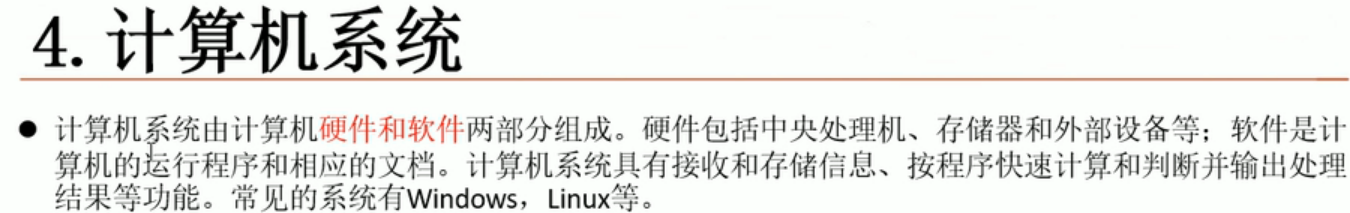 4. 计算机系统
● 计算机系统由计算机硬件和软件两部分组成。硬件包括中央处理机、存储器和外部设备等；软件是计
算机的运行程序和相应的文档。计算机系统具有接收和存储信息、按程序快速计算和判断并输出处理
结果等功能。常见的系统有Windows，Linux等。